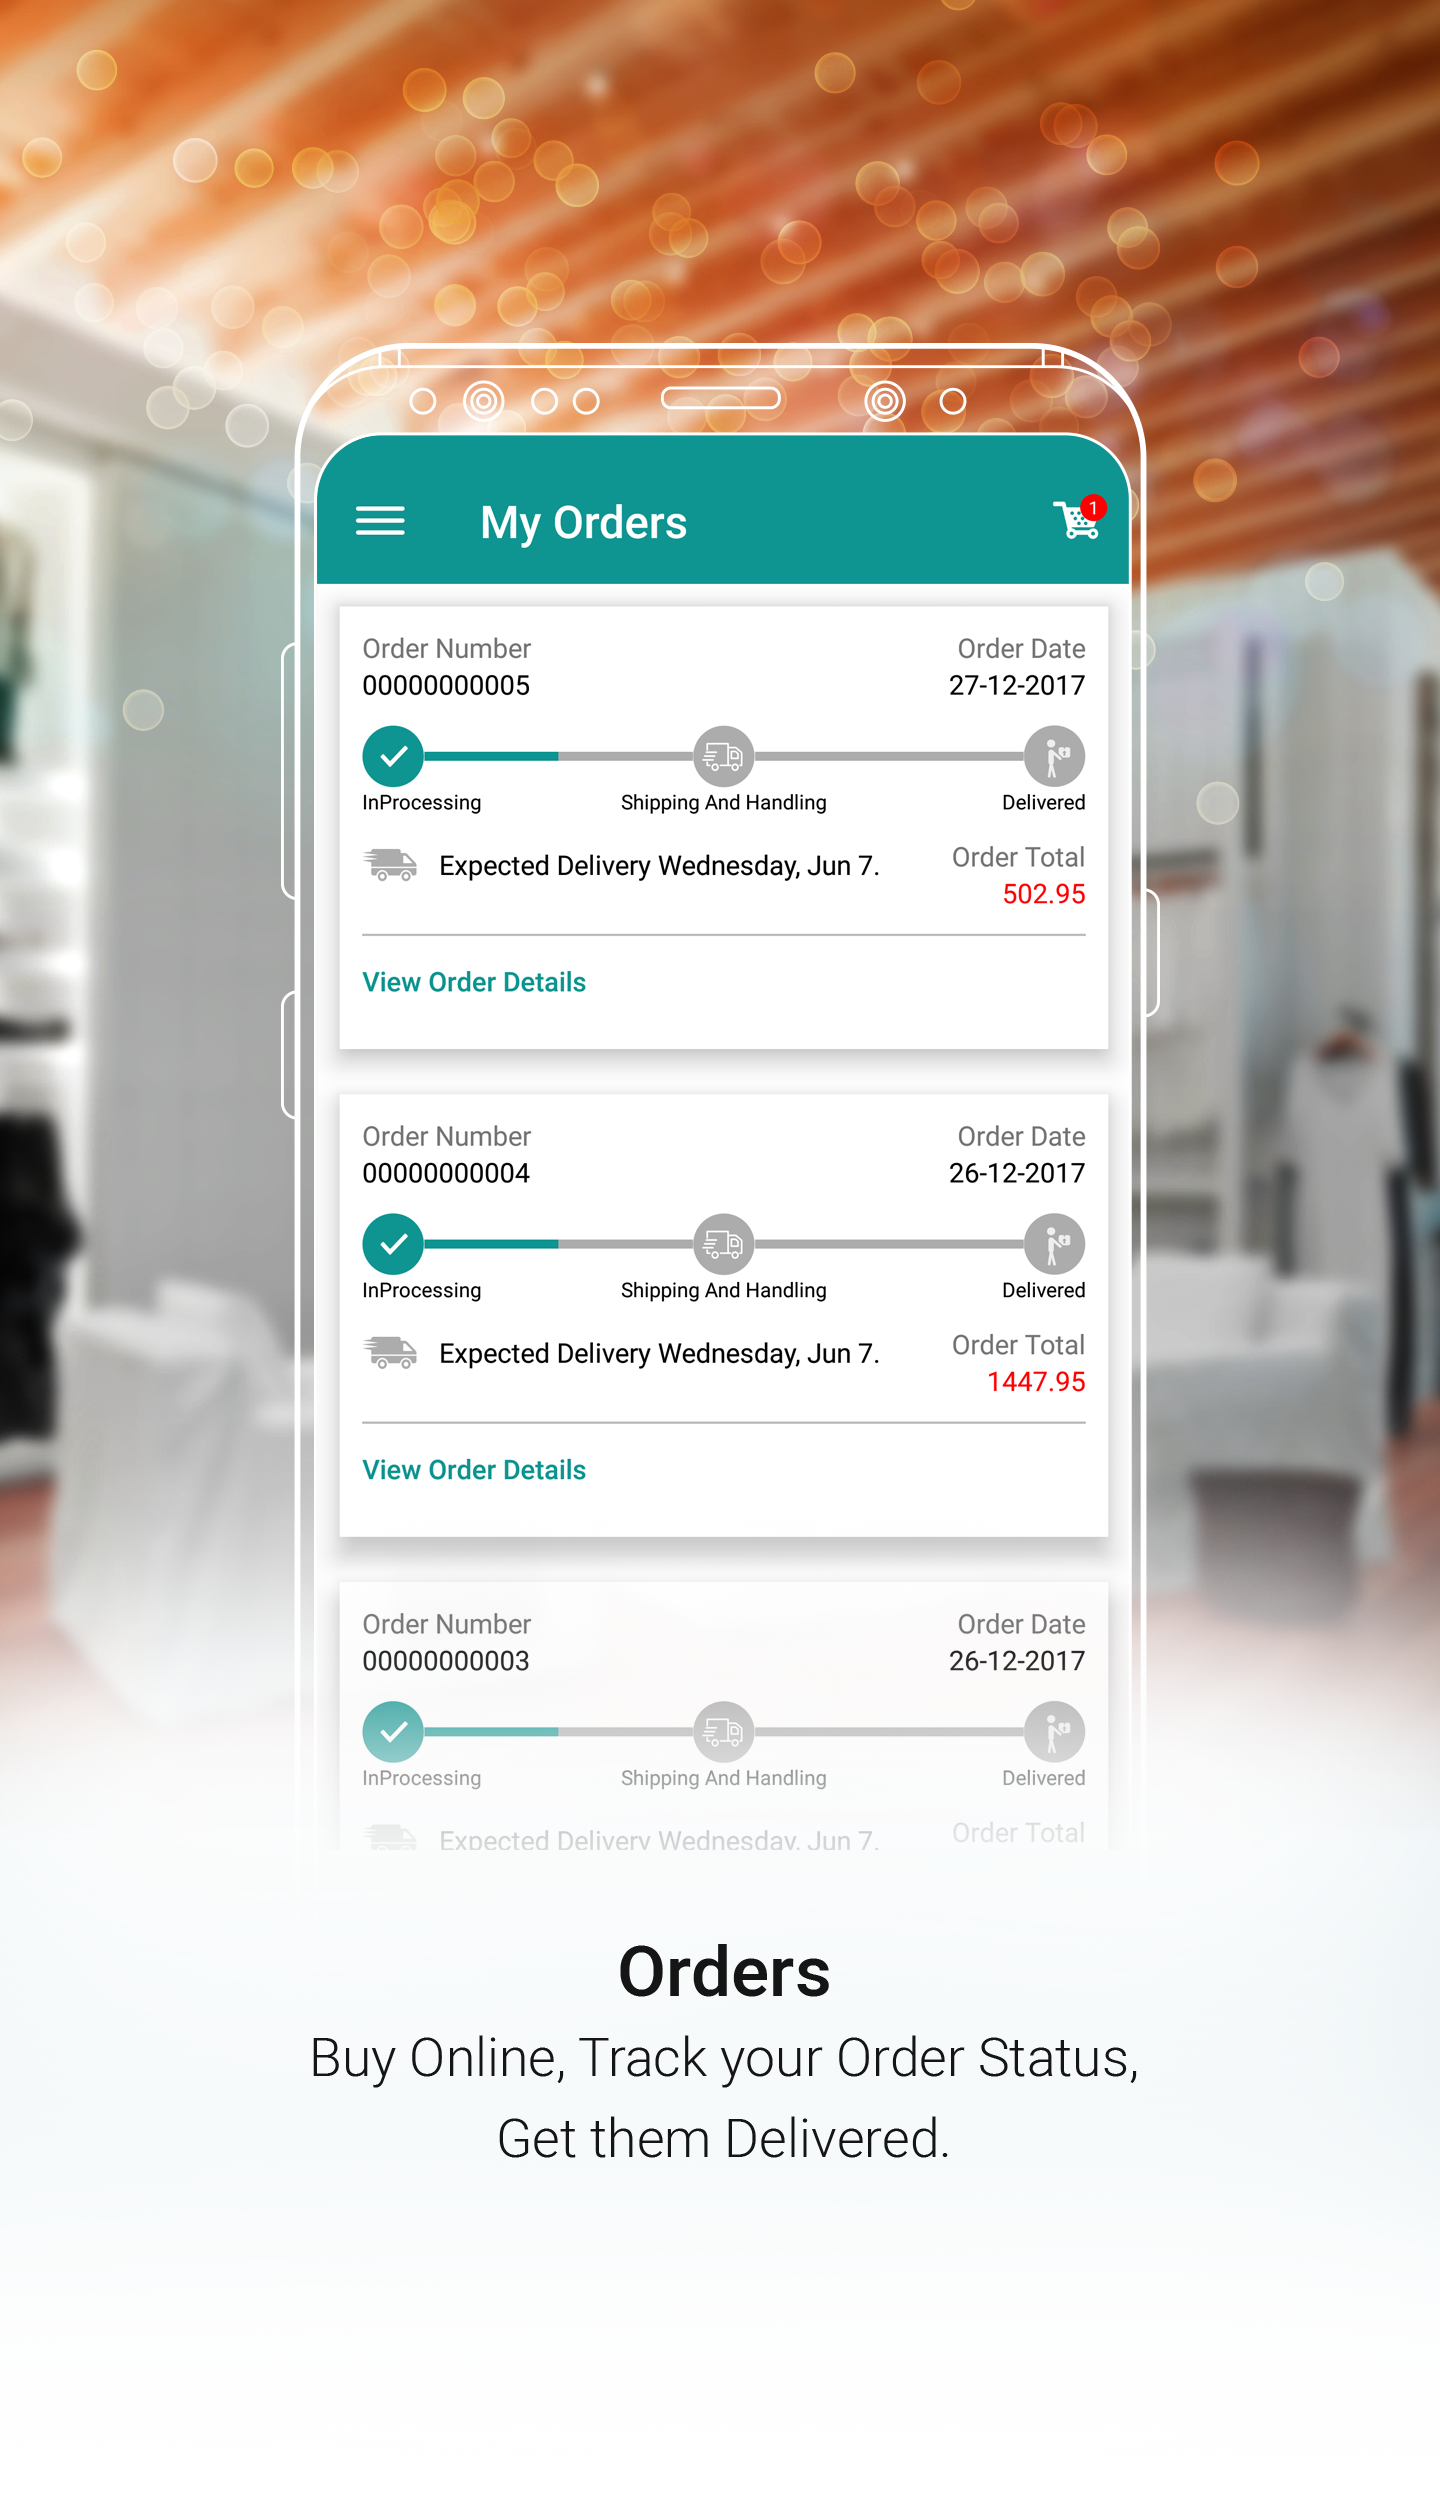 My Orders
1
Order Number
Order Date
00000000005
27-12-2017
InProcessing
Shipping And Handling
Delivered
Expected Delivery Wednesday, Jun 7.
Order Total
502.95
View Order Details
Order Number
Order Date
00000000004
26-12-2017
InProcessing
Shipping And Handling
Delivered
Expected Delivery Wednesday, Jun 7.
Order Total
1447.95
View Order Details
Order Number
Order Date
00000000003
26-12-2017
InProcessing
Shipping And Handling
Delivered
Expected Delivery Wednesday, Jun 7.
Order Total
Orders
Buy Online, Track your Order Status,
Get them Delivered.